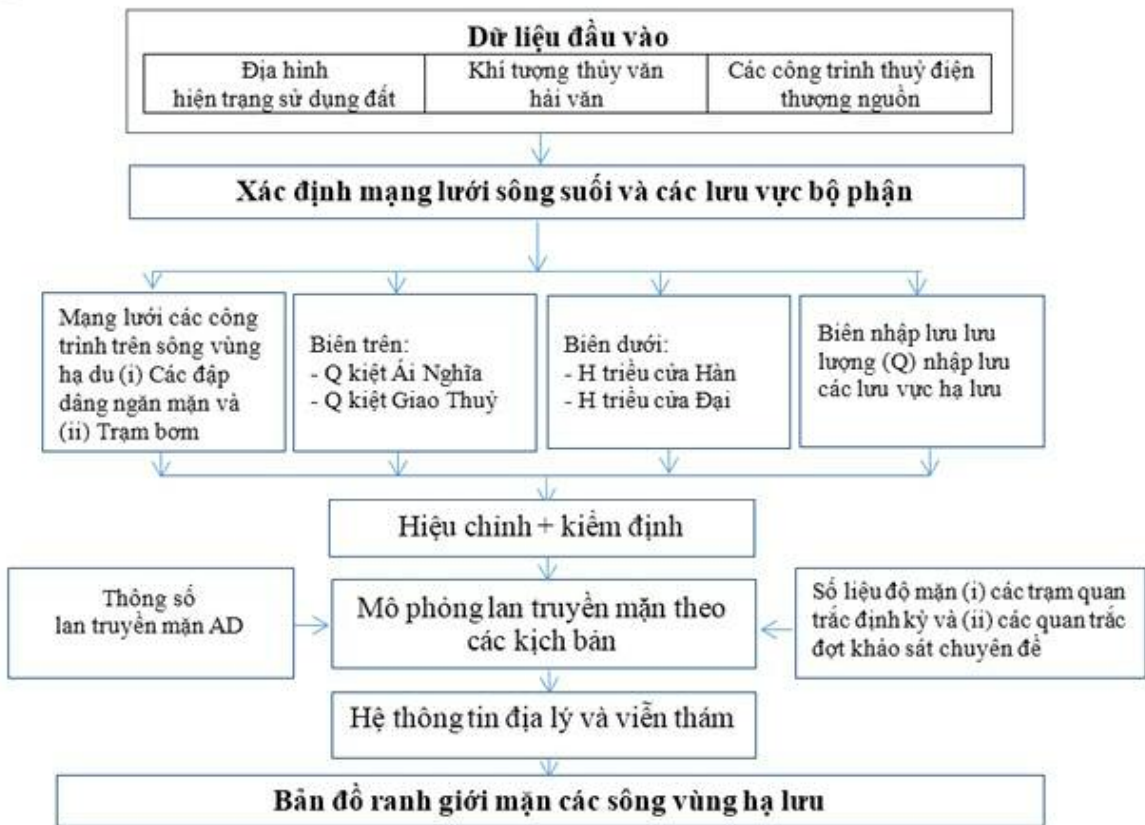 Dữ liệu đầu vào
Địa hình
hiện trạng sử dụng đất
Khí tượng thủy văn
hải văn
Các công trình thuỷ điện
thượng nguồn
Xác định mạng lưới sông suối và các lưu vực bộ phận
Mạng lưới các công
trình trên sông vùng
hạ du (i) Các đập
dâng ngăn mặn và
(ii) Trạm bơm
Biên trên:
- Q kiệt Ái Nghĩa
- Q kiệt Giao Thuỷ
Biên dưới:
- H triều cửa Hàn
- H triều cửa Đại
Biên nhập lưu lưu
lượng (Q) nhập lưu
các lưu vực hạ lưu
Hiệu chỉnh + kiểm định
Thông số
lan truyền mặn AD
Mô phỏng lan truyền mặn theo
các kịch bản
Số liệu độ mặn (i) các trạm quan
trắc định kỳ và (ii) các quan trắc
đợt khảo sát chuyên đề
Hệ thông tin địa lý và viễn thám
Bản đồ ranh giới mặn các sông vùng hạ lưu